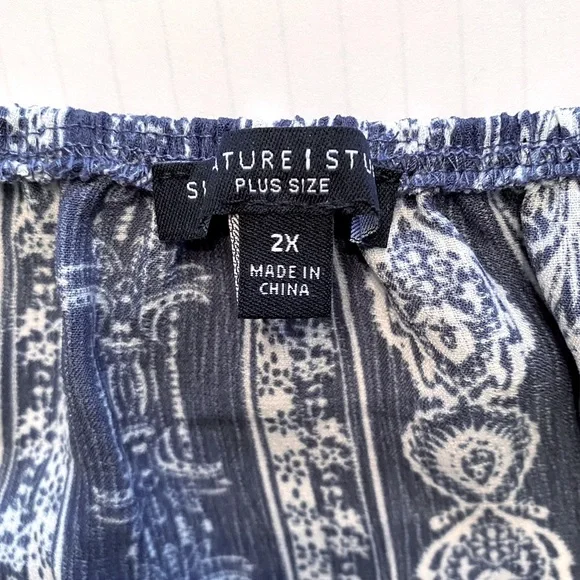 S ATURE | STU
PLUS SIZE
2X
MADE IN
CHINA